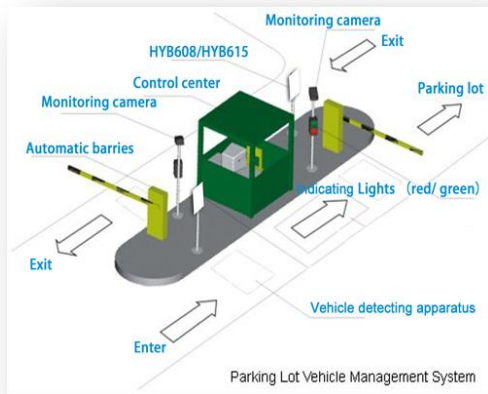 Monitoring camera
HYB608/HYB615
Exit
Control center
Parking lot
Monitoring camera
Automatic barries
Indicating Lights (red/ green)
Exit
Vehicle detecting apparatus
Enter
Parking Lot Vehicle Management System